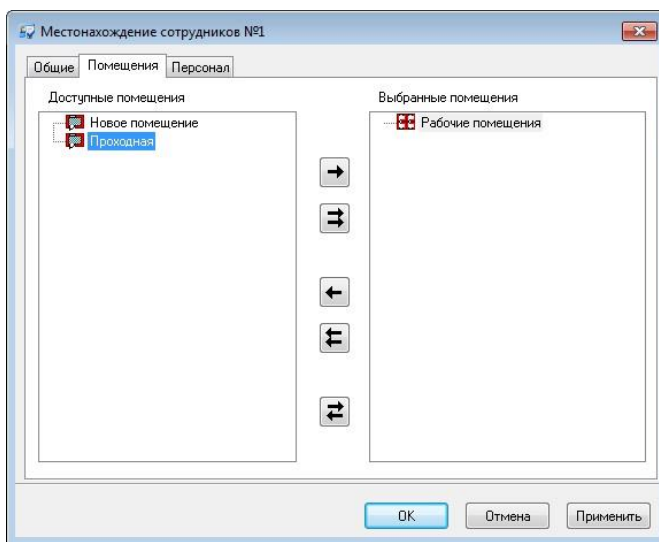 Местонахождение сотрудников №1
Общие Помещения Персонал
Доступные помещения
Новое помещение
Проходная
Выбранные помещения
Рабочие помещения
OK Отмена Применить